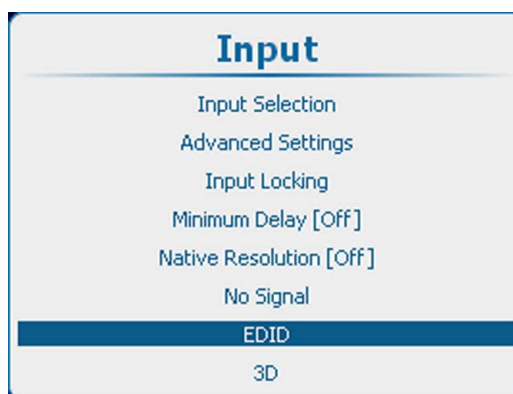 Input
Input Selection
Advanced Settings
Input Locking
Minimum Delay [Off]
Native Resolution [Off]
No Signal
EDID
3D